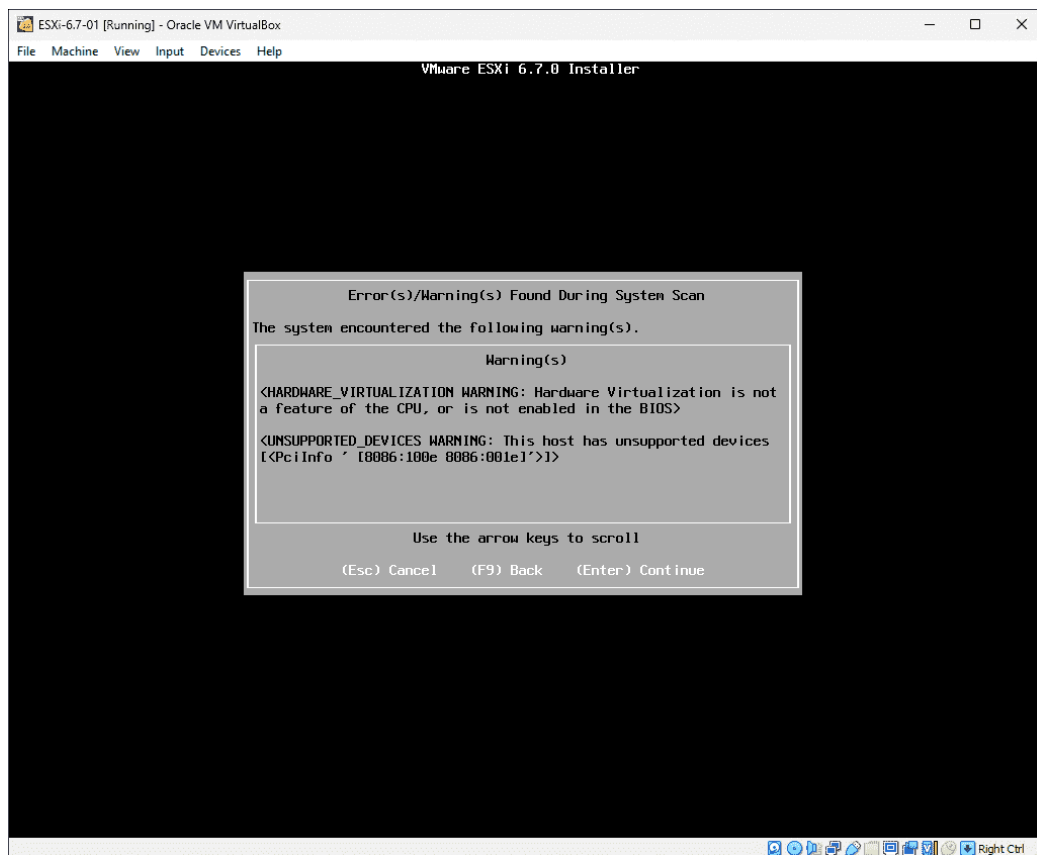 ESXi-6.7-01 [Running] - Oracle VM VirtualBox
File Machine View Input Devices Help
VMware ESXi 6.7.0 Installer
Error(s)/Warning(s) Found During System Scan
The system encountered the following warning(s).
Warning(s)
<HARDWARE_VIRTUALIZATION WARNING: Hardware Virtualization is not
a feature of the CPU, or is not enabled in the BIOS>
<UNSUPPORTED_DEVICES WARNING: This host has unsupported devices
[<PciInfo ' [8086:100e 8086:001e]'>]>
Use the arrow keys to scroll
(Esc) Cancel (F9) Back (Enter) Continue
Right Ctrl